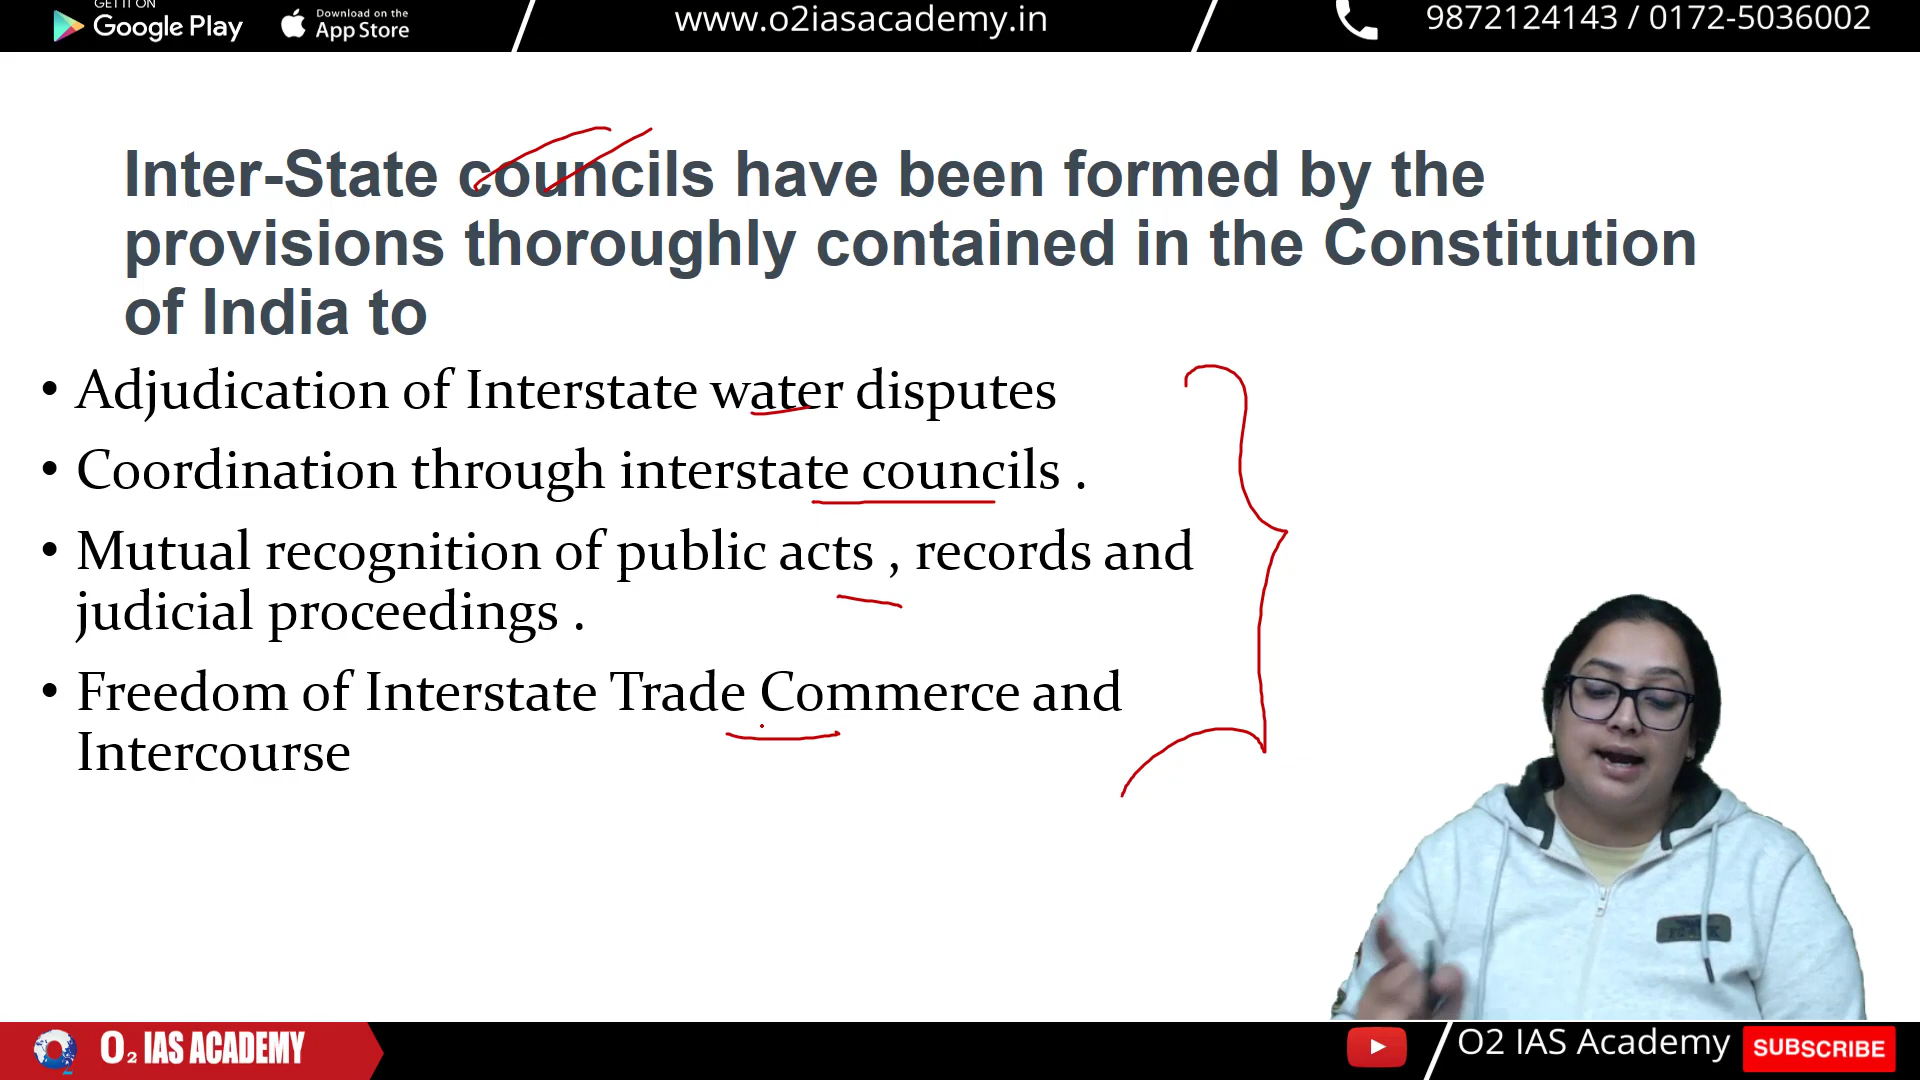 GET IT ON
Google Play
Download on the
App Store
www.o2iasacademy.in
9872124143 / 0172-5036002
Inter-State councils have been formed by the
provisions thoroughly contained in the Constitution
of India to
• Adjudication of Interstate water disputes
• Coordination through interstate councils .
• Mutual recognition of public acts , records and
judicial proceedings .
• Freedom of Interstate Trade Commerce and
Intercourse
O2 IAS ACADEMY
O2 IAS Academy
SUBSCRIBE